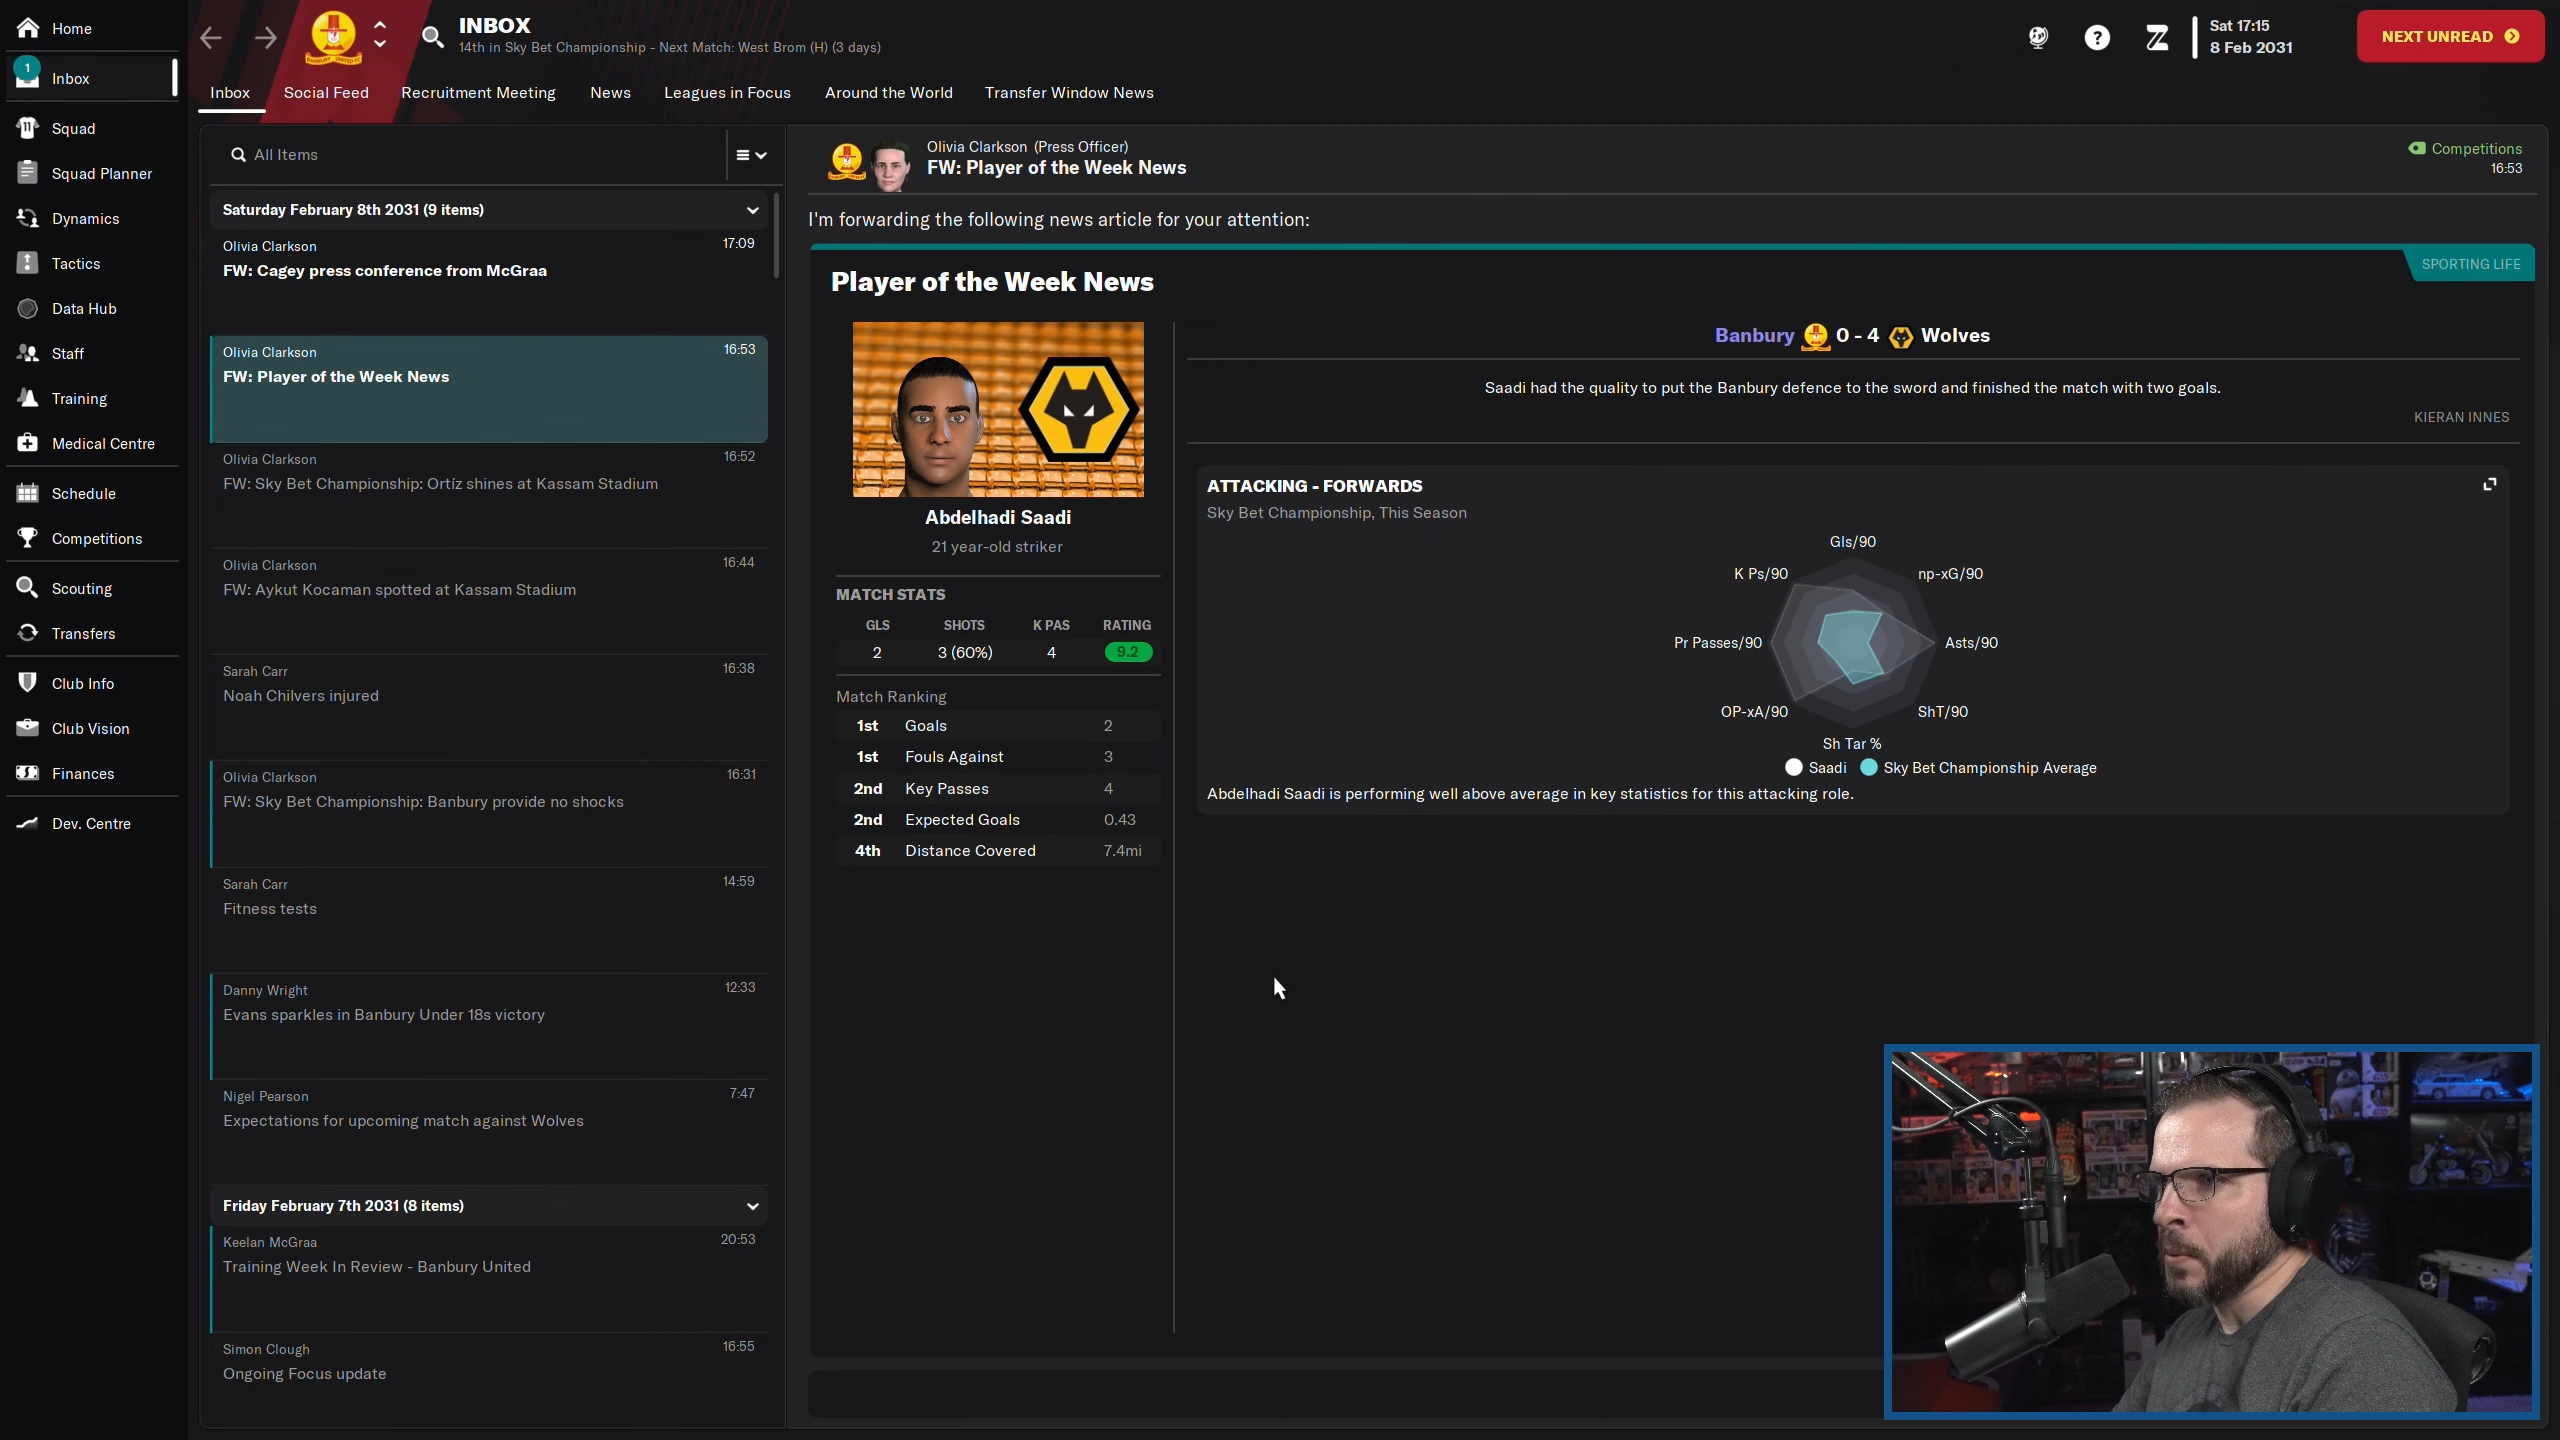 Home
1
Inbox
Squad
Squad Planner
Dynamics
Tactics
Data Hub
Staff
Training
Medical Centre
Schedule
Competitions
Scouting
Transfers
Club Info
Club Vision
Finances
Dev. Centre
INBOX
14th in Sky Bet Championship - Next Match: West Brom (H) (3 days)
Sat 17:15
8 Feb 2031
NEXT UNREAD
Inbox Social Feed Recruitment Meeting News Leagues in Focus Around the World Transfer Window News
All Items
Saturday February 8th 2031 (9 items)
Olivia Clarkson 17:09
FW: Cagey press conference from McGraa
Olivia Clarkson 16:53
FW: Player of the Week News
Olivia Clarkson 16:52
FW: Sky Bet Championship: Ortíz shines at Kassam Stadium
Olivia Clarkson 16:44
FW: Aykut Kocaman spotted at Kassam Stadium
Sarah Carr 16:38
Noah Chilvers injured
Olivia Clarkson 16:31
FW: Sky Bet Championship: Banbury provide no shocks
Sarah Carr 14:59
Fitness tests
Danny Wright 12:33
Evans sparkles in Banbury Under 18s victory
Nigel Pearson 7:47
Expectations for upcoming match against Wolves
Friday February 7th 2031 (8 items)
Keelan McGraa 20:53
Training Week In Review - Banbury United
Simon Clough 16:55
Ongoing Focus update
Olivia Clarkson (Press Officer)
FW: Player of the Week News
Competitions
16:53
I'm forwarding the following news article for your attention:
SPORTING LIFE
Player of the Week News
Abdelhadi Saadi
21 year-old striker
MATCH STATS
GLS SHOTS K PAS RATING
2 3 (60%) 4 9.2
Match Ranking
1st Goals 2
1st Fouls Against 3
2nd Key Passes 4
2nd Expected Goals 0.43
4th Distance Covered 7.4mi
Banbury 0 - 4 Wolves
Saadi had the quality to put the Banbury defence to the sword and finished the match with two goals.
KIERAN INNES
ATTACKING - FORWARDS
Sky Bet Championship, This Season
Gls/90
K Ps/90 np-xG/90
Pr Passes/90 Asts/90
OP-xA/90 ShT/90
Sh Tar %
Saadi Sky Bet Championship Average
Abdelhadi Saadi is performing well above average in key statistics for this attacking role.